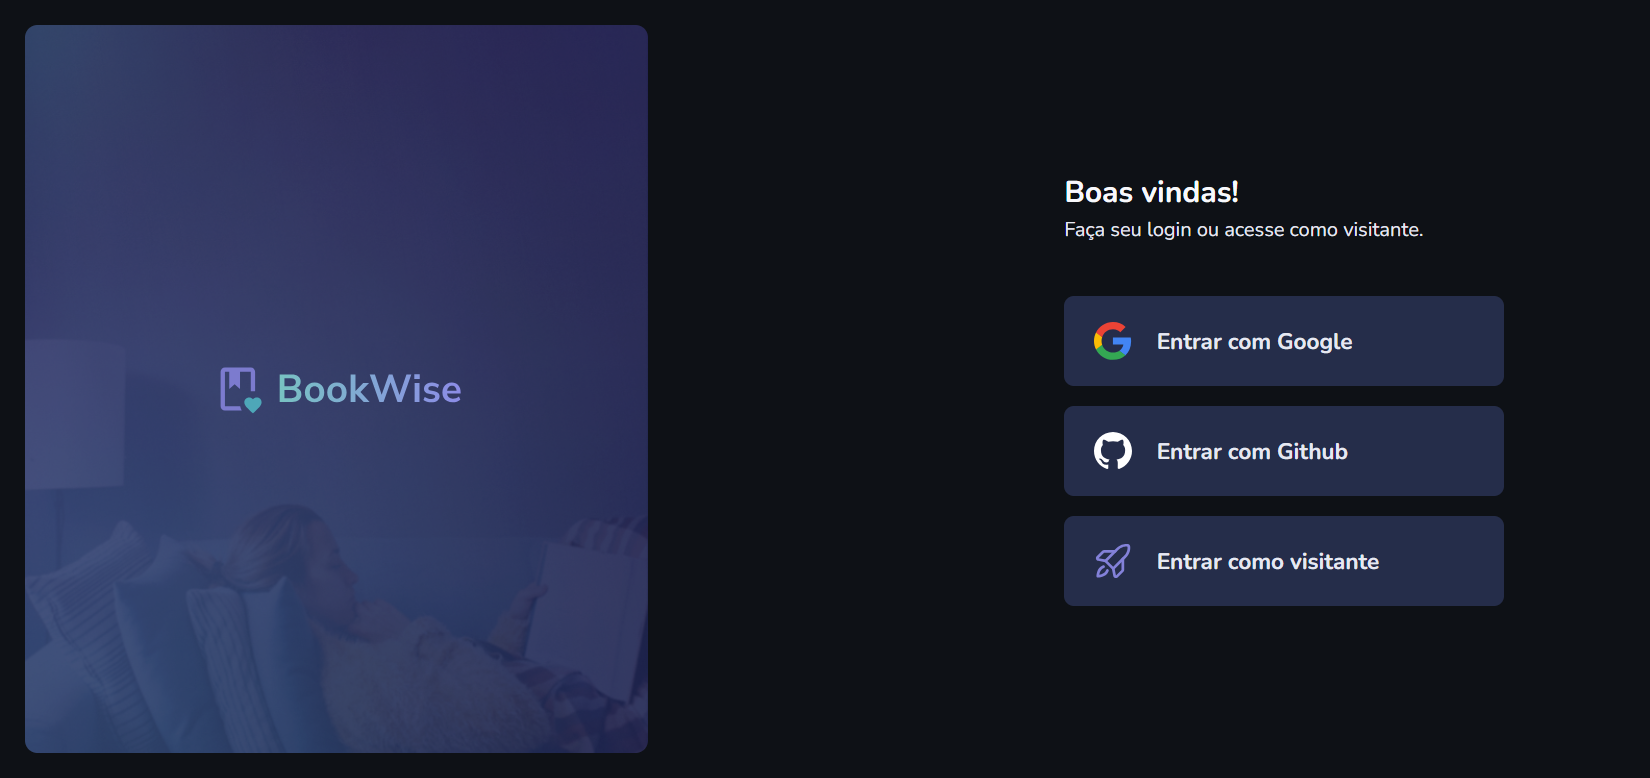 BookWise
Boas vindas!
Faça seu login ou acesse como visitante.
Entrar com Google
Entrar com Github
Entrar como visitante